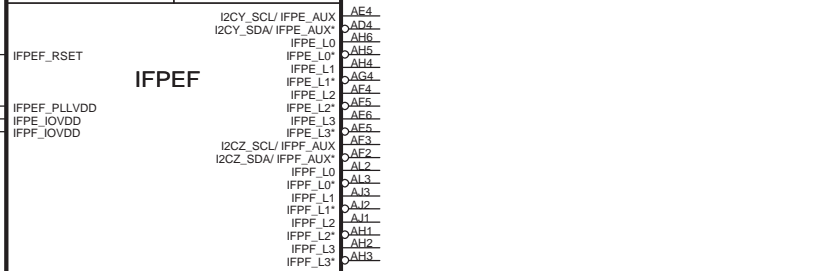 I2CY_SCL/ IFPE_AUX AE4
I2CY_SDA/ IFPE_AUX* AD4
IFPE_L0 AH6
IFPEF_RSET IFPE_L0* AH5
IFPE_L1 AH4
IFPEF IFPE_L1* AG4
IFPE_L2 AF4
IFPEF_PLLVDD IFPE_L2* AF5
IFPE_IOVDD IFPE_L3 AE6
IFPF_IOVDD IFPE_L3* AE5
I2CZ_SCL/ IFPF_AUX AF3
I2CZ_SDA/ IFPF_AUX* AF2
IFPF_L0 AL2
IFPF_L0* AL3
IFPF_L1 AJ3
IFPF_L1* AJ2
IFPF_L2 AJ1
IFPF_L2* AH1
IFPF_L3 AH2
IFPF_L3* AH3